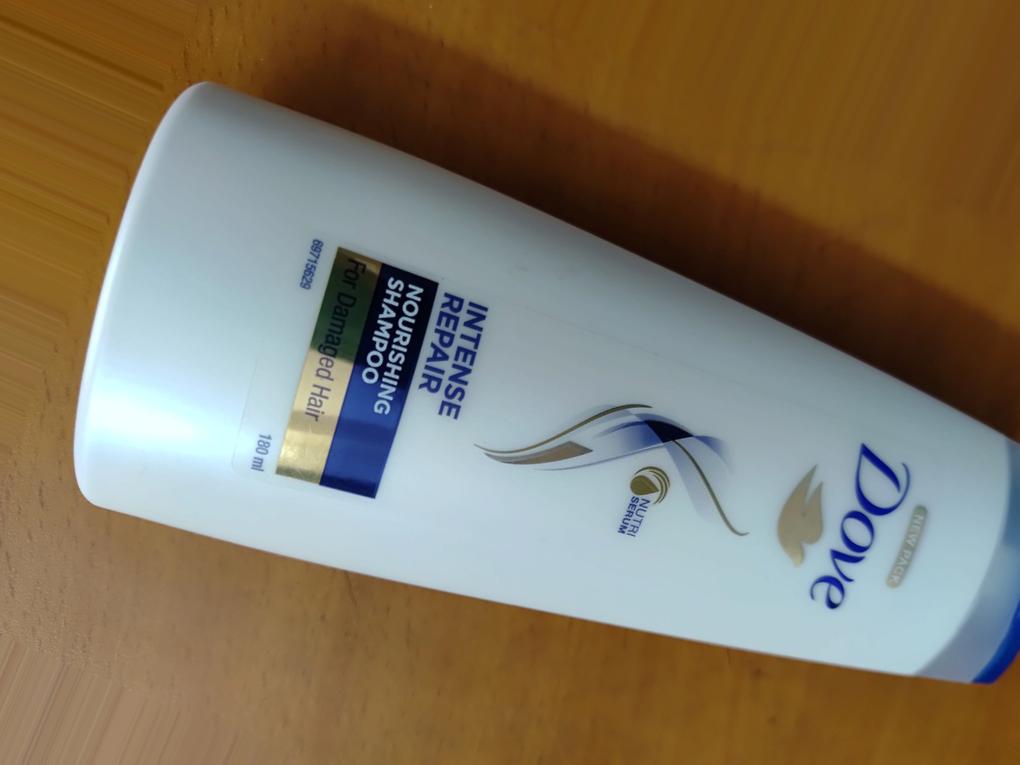 NEW PACK
Dove
NUTRI
SERUM
INTENSE
REPAIR
NOURISHING
SHAMPOO
For Damaged Hair
69715629
180 ml